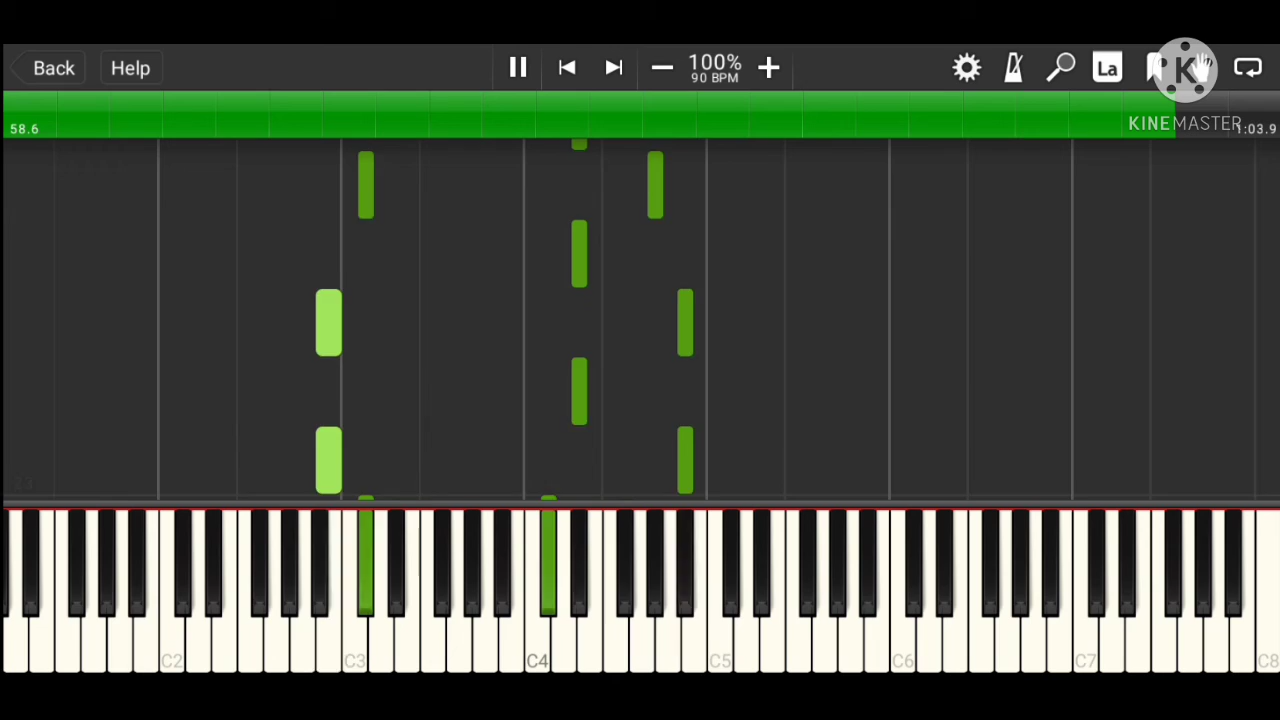 Back Help 100% La K
90 BPM
KINEMASTER
58.6 1:03.9
C2 C3 C4 C5 C6 C7 C8